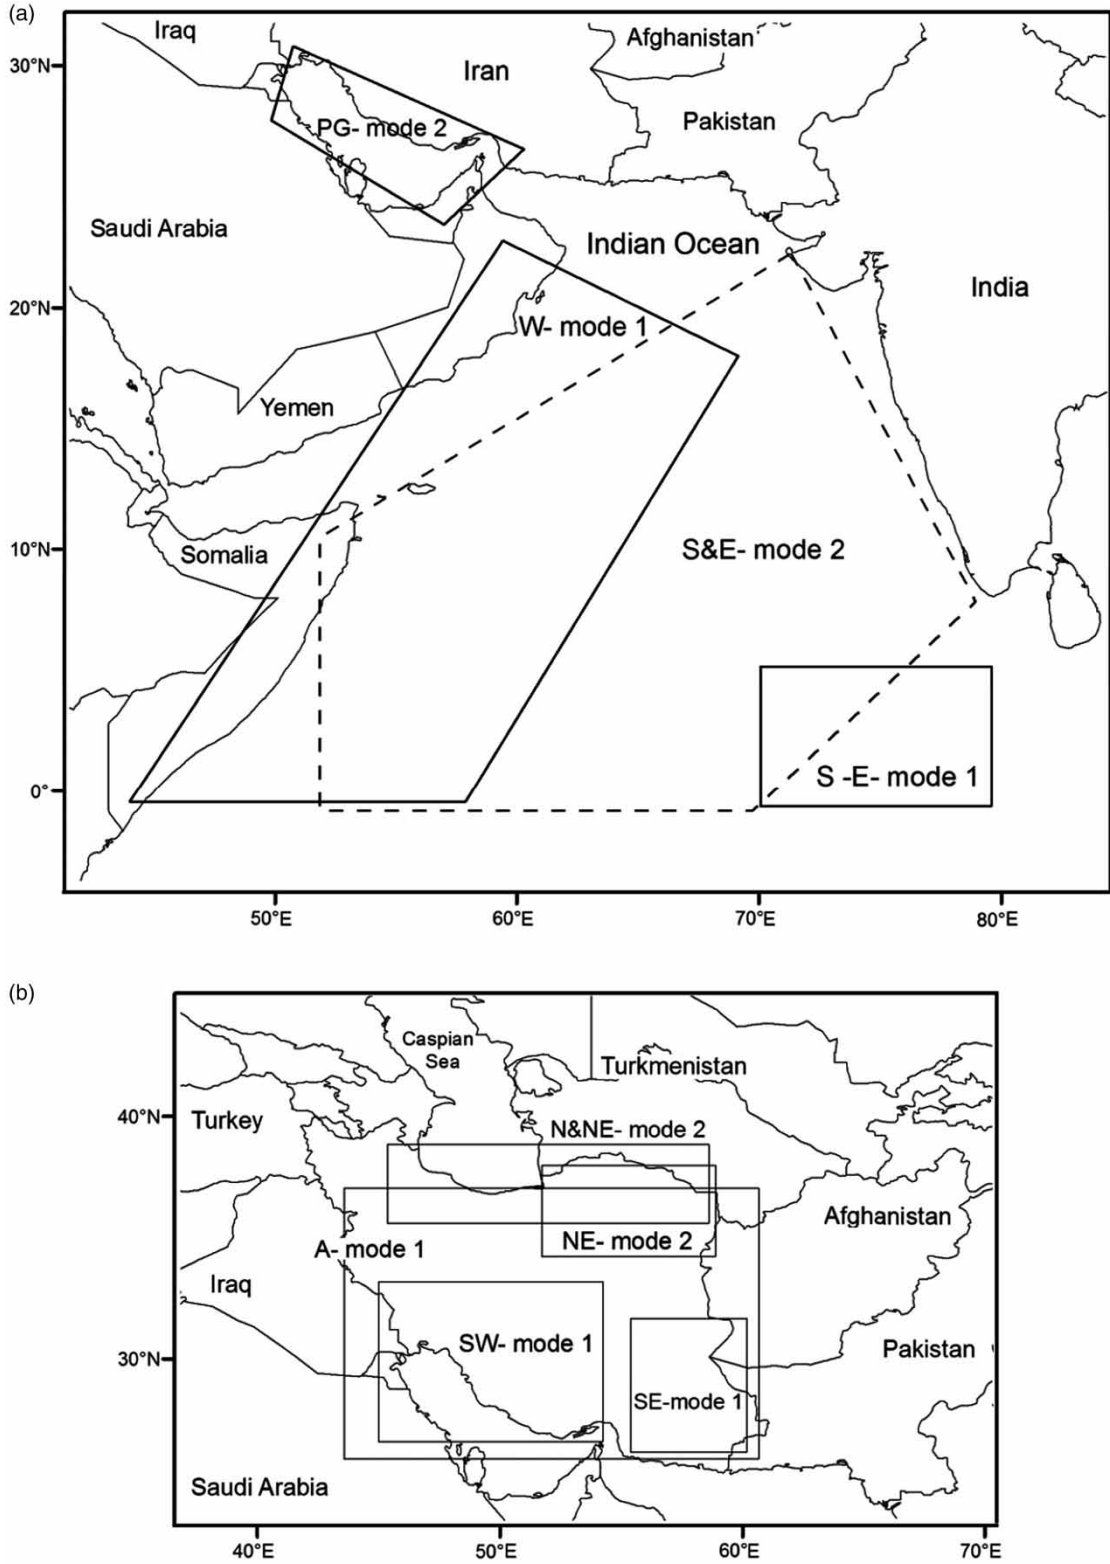 (a)
Iraq
Afghanistan
Iran
30°N
PG- mode 2
Pakistan
Saudi Arabia
Indian Ocean
India
20°N
W- mode 1
Yemen
10°N
Somalia
S&E- mode 2
S -E- mode 1
0°
50°E
60°E
70°E
80°E
(b)
Caspian
Sea
Turkmenistan
40°N
Turkey
N&NE- mode 2
Afghanistan
NE- mode 2
A- mode 1
Iraq
SW- mode 1
Pakistan
30°N
SE-mode 1
Saudi Arabia
40°E
50°E
60°E
70°E